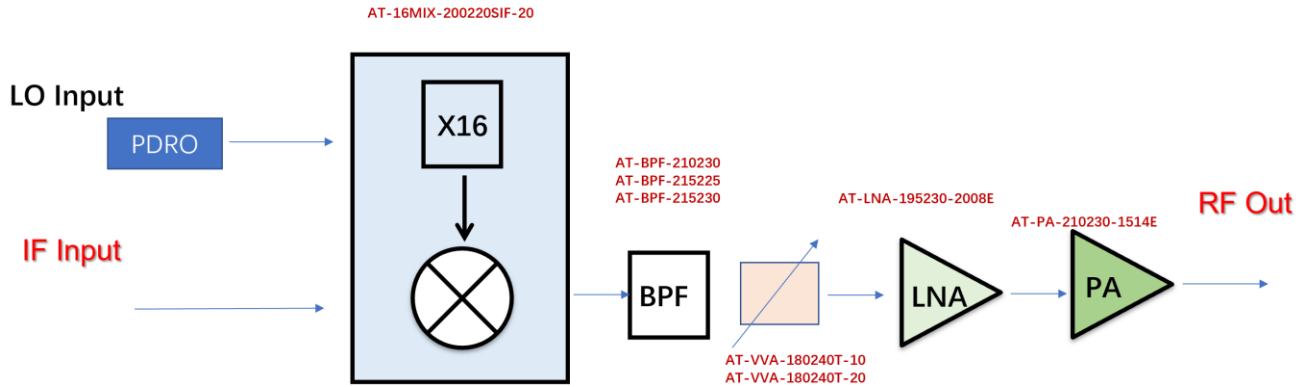 AT-16MIX-200220SIF-20
LO Input
PDRO
X16
IF Input
AT-BPF-210230
AT-BPF-215225
AT-BPF-215230
BPF
AT-VVA-180240T-10
AT-VVA-180240T-20
AT-LNA-195230-2008E
LNA
AT-PA-210230-1514E
PA
RF Out